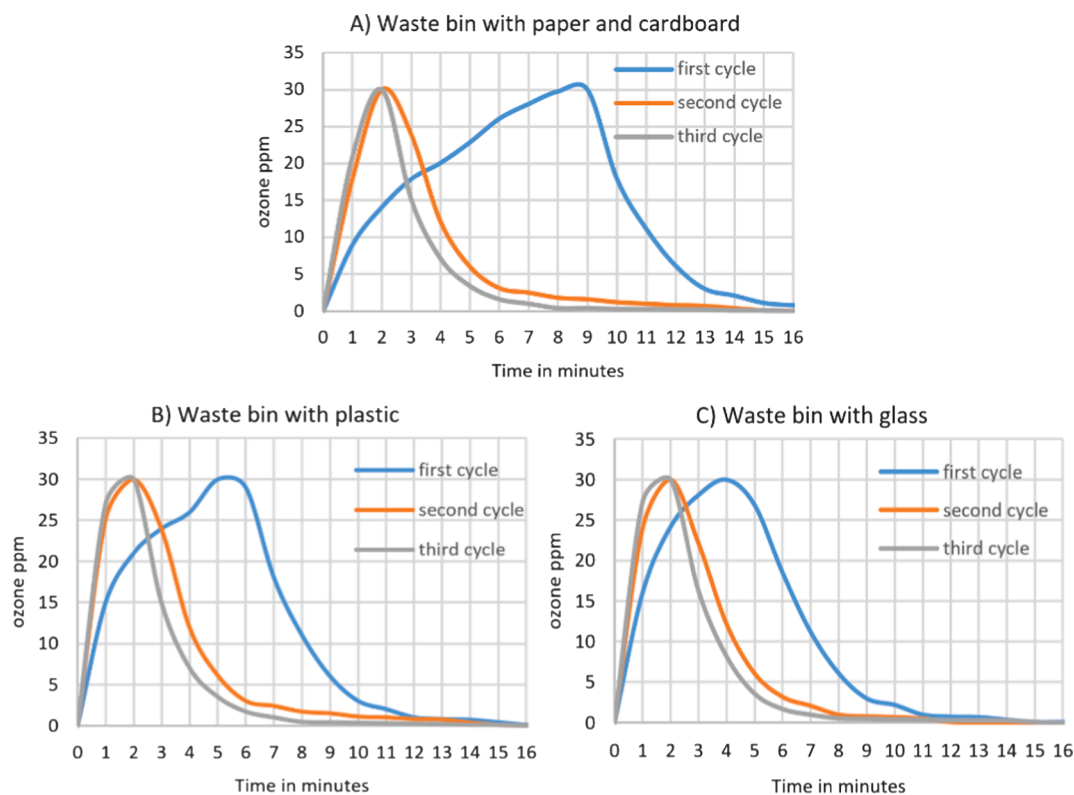 A) Waste bin with paper and cardboard
35
30
25
20
15
10
5
0
ozone ppm
first cycle
second cycle
third cycle
0 1 2 3 4 5 6 7 8 9 10 11 12 13 14 15 16
Time in minutes
B) Waste bin with plastic
35
30
25
20
15
10
5
0
ozone ppm
first cycle
second cycle
third cycle
0 1 2 3 4 5 6 7 8 9 10 11 12 13 14 15 16
Time in minutes
C) Waste bin with glass
35
30
25
20
15
10
5
0
ozone ppm
first cycle
second cycle
third cycle
0 1 2 3 4 5 6 7 8 9 10 11 12 13 14 15 16
Time in minutes